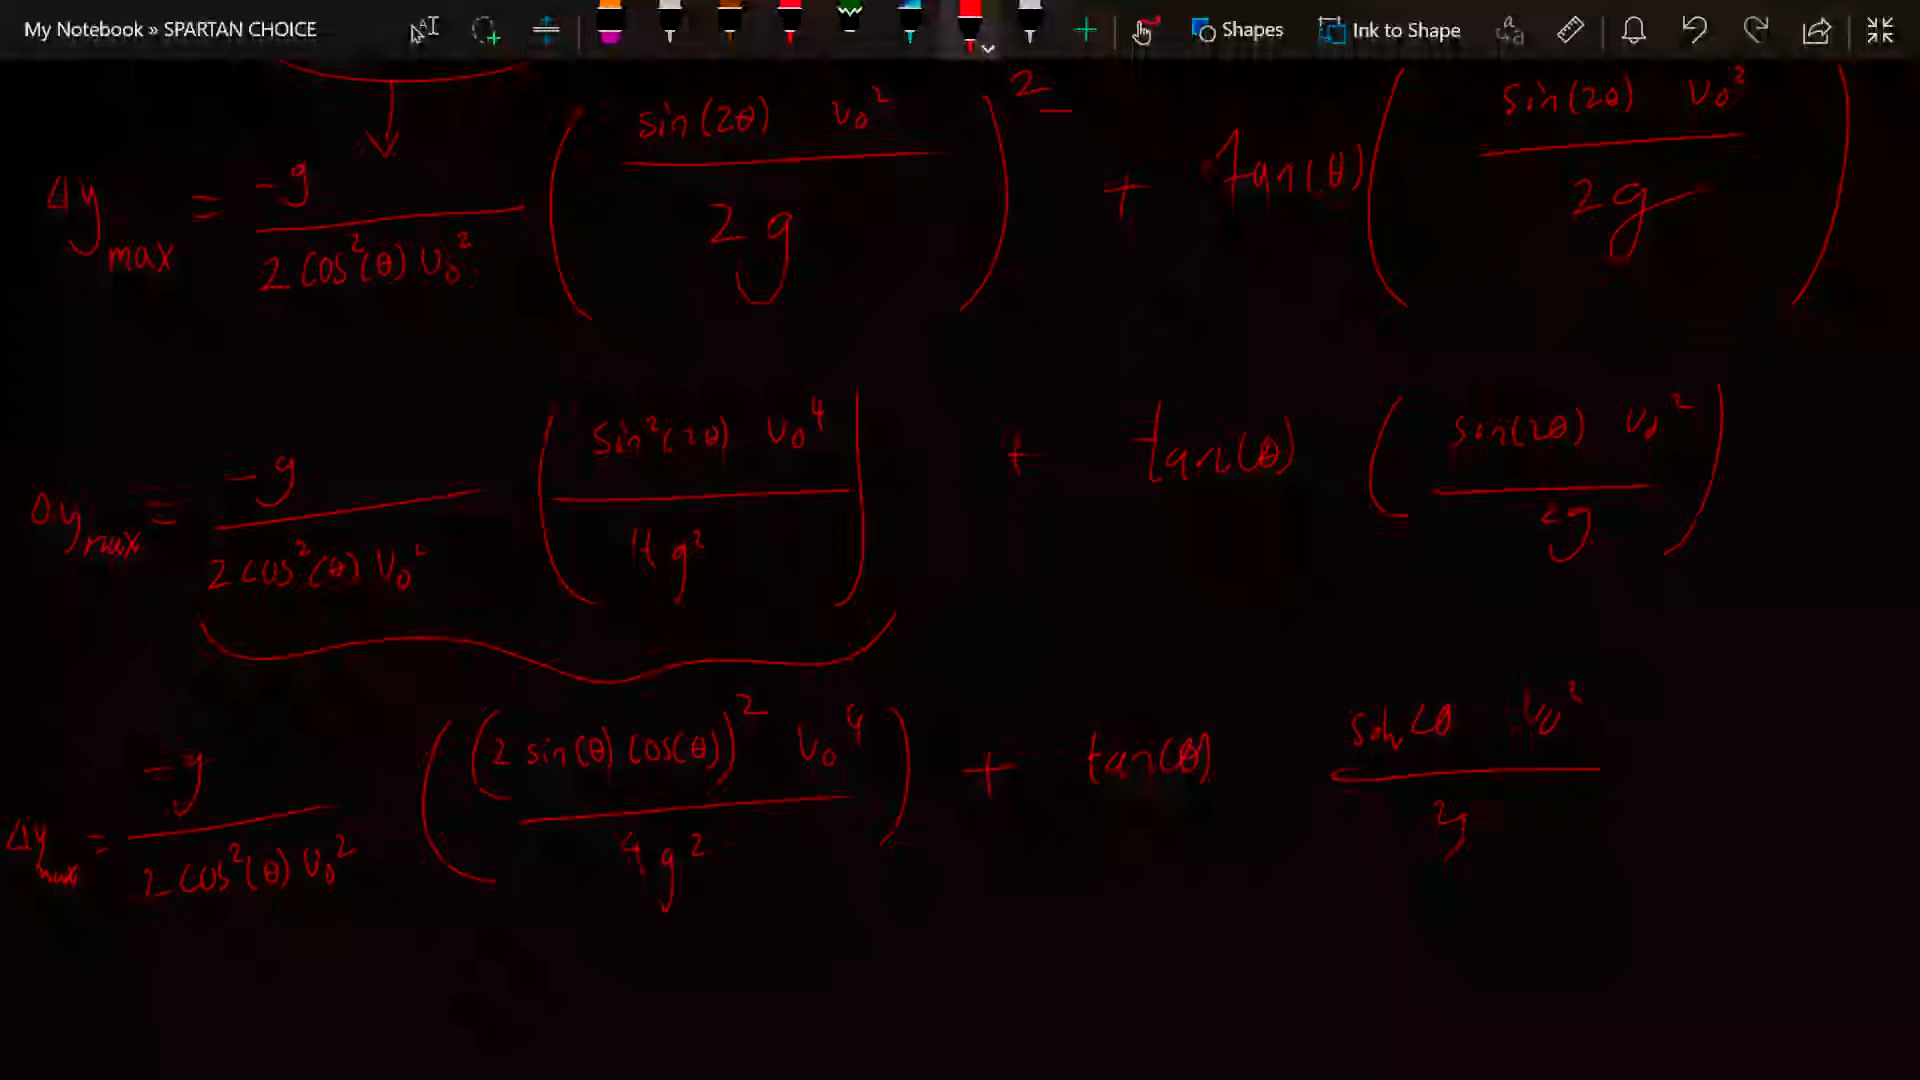 My Notebook » SPARTAN CHOICE
Shapes
Ink to Shape
Δy_max = -g / (2 cos²(θ) v₀²) ( sin(2θ) v₀² / 2g )² + tan(θ) ( sin(2θ) v₀² / 2g )
Δy_max = -g / (2 cos²(θ) v₀²) ( sin²(2θ) v₀⁴ / 4g² ) + tan(θ) ( sin(2θ) v₀² / 2g )
Δy_max = -g / (2 cos²(θ) v₀²) ( (2 sin(θ) cos(θ))² v₀⁴ / 4g² ) + tan(θ) v₀² / 2g